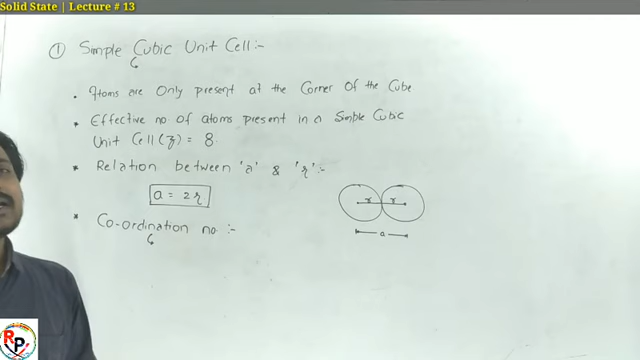 Solid State | Lecture # 13
① Simple Cubic Unit Cell:-
• Atoms are Only present at the Corner Of the Cube
* Effective no of atoms present in a Simple Cubic
Unit Cell (z) = 8
* Relation between 'a' & 'r' :-
a = 2r
r r
a
* Co-ordination no :-
RP